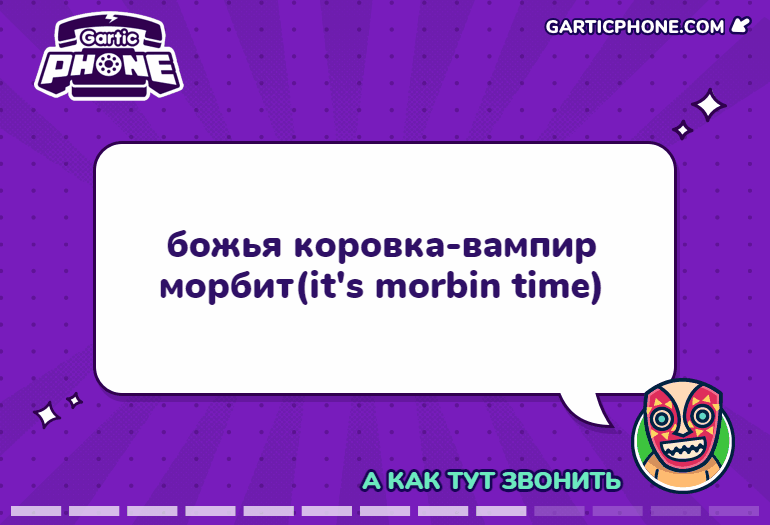 Gartic
PHONE
GARTICPHONE.COM
божья коровка-вампир
морбит(it's morbin time)
А КАК ТУТ ЗВОНИТЬ